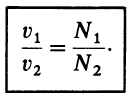 v₁/v₂ = N₁/N₂.